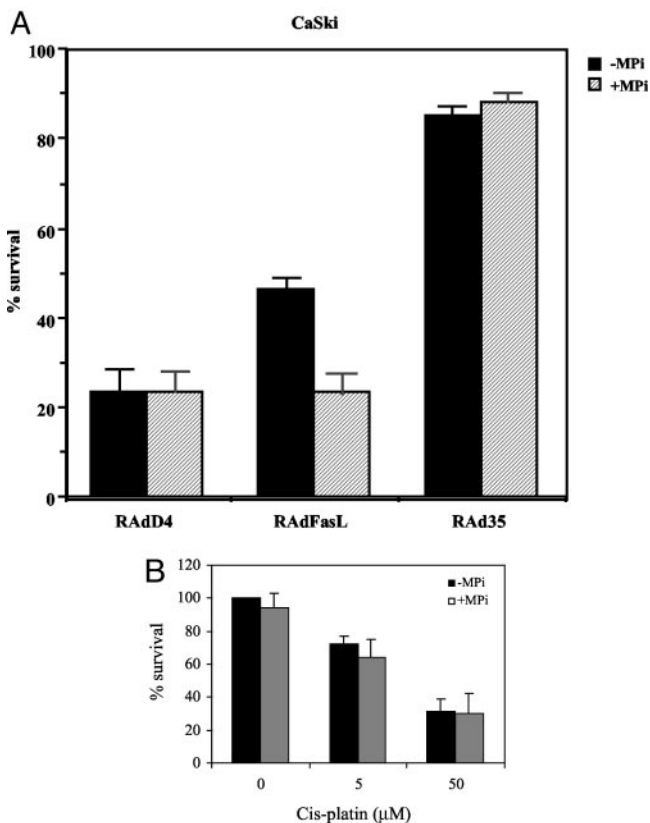 A
CaSki
100
80
60
40
20
0
% survival
-MPi
+MPi
RAdD4 RAdFasL RAd35
B
120
100
80
60
40
20
0
% survival
-MPi
+MPi
0 5 50
Cis-platin (μM)